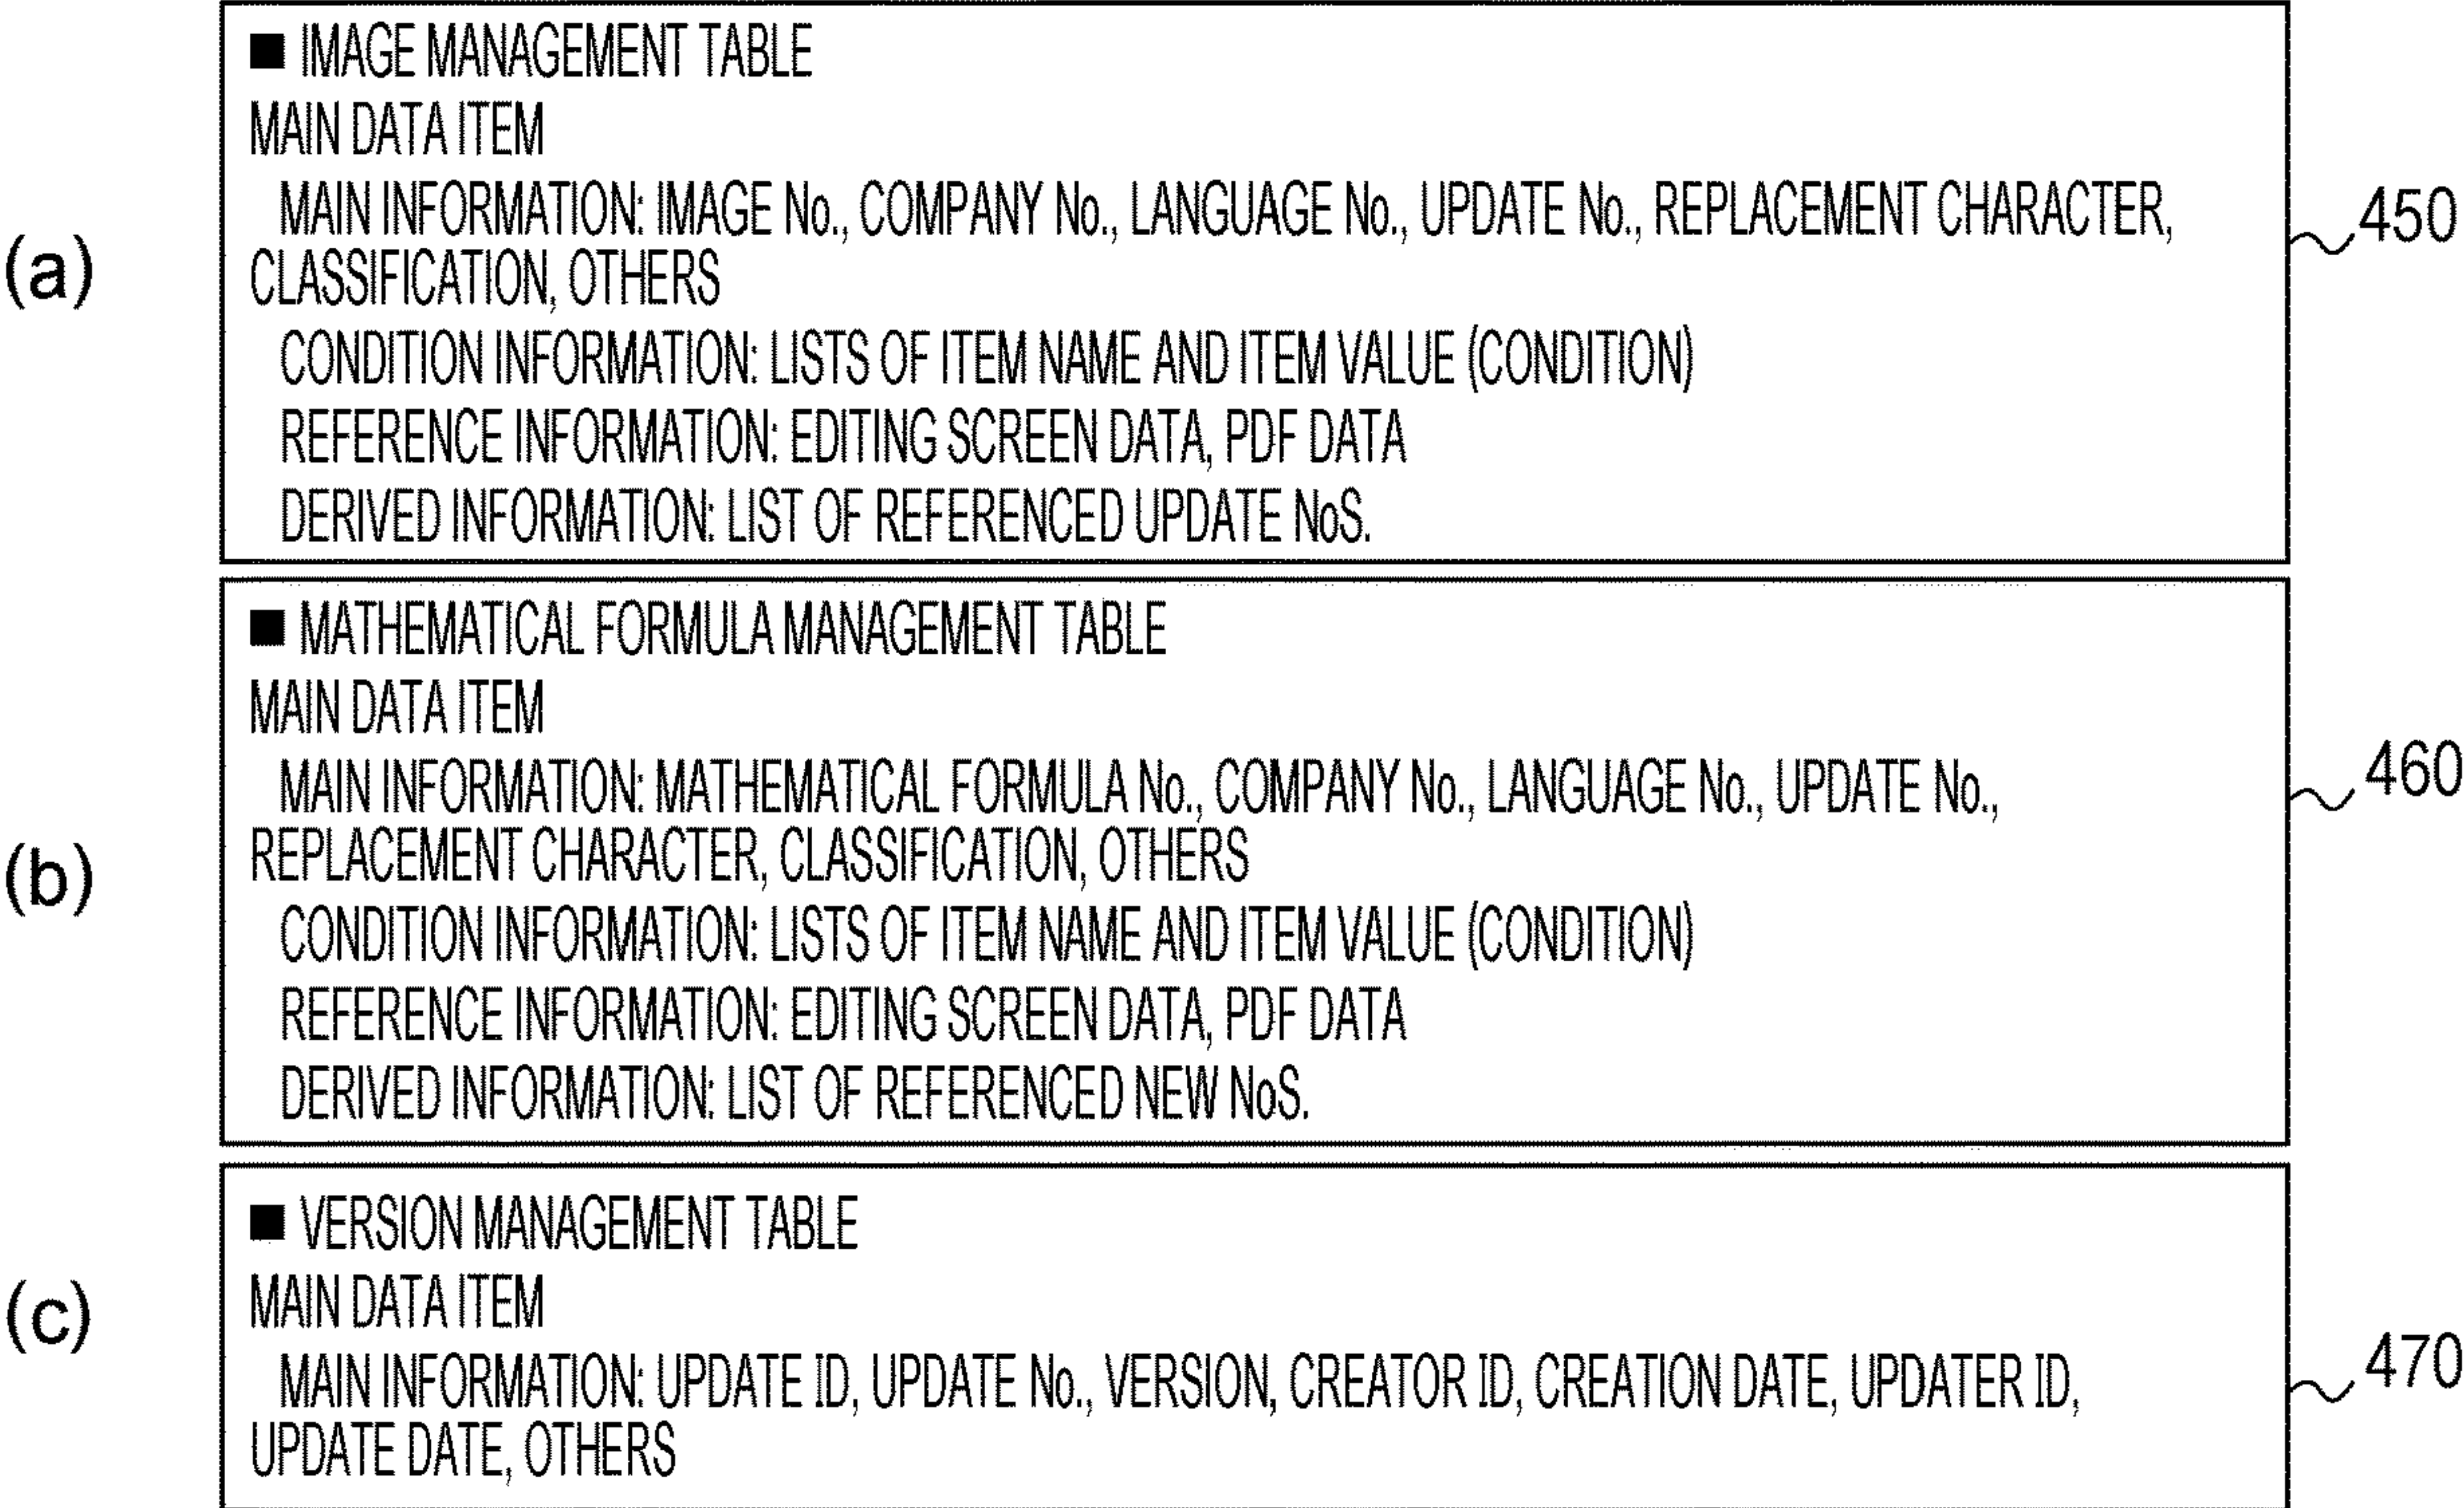 ■ IMAGE MANAGEMENT TABLE
MAIN DATA ITEM
MAIN INFORMATION: IMAGE No., COMPANY No., LANGUAGE No., UPDATE No., REPLACEMENT CHARACTER,
(a)
450
CLASSIFICATION, OTHERS
CONDITION INFORMATION: LISTS OF ITEM NAME AND ITEM VALUE (CONDITION)
REFERENCE INFORMATION: EDITING SCREEN DATA, PDF DATA
DERIVED INFORMATION: LIST OF REFERENCED UPDATE NoS.
■ MATHEMATICAL FORMULA MANAGEMENT TABLE
MAIN DATA ITEM
MAIN INFORMATION: MATHEMATICAL FORMULA No., COMPANY No., LANGUAGE No., UPDATE No.,
460
(b)
REPLACEMENT CHARACTER, CLASSIFICATION, OTHERS
CONDITION INFORMATION: LISTS OF ITEM NAME AND ITEM VALUE (CONDITION)
REFERENCE INFORMATION: EDITING SCREEN DATA, PDF DATA
DERIVED INFORMATION: LIST OF REFERENCED NEW NoS.
■ VERSION MANAGEMENT TABLE
MAIN DATA ITEM
(c)
MAIN INFORMATION: UPDATE ID, UPDATE No., VERSION, CREATOR ID, CREATION DATE, UPDATER ID,
470
UPDATE DATE, OTHERS